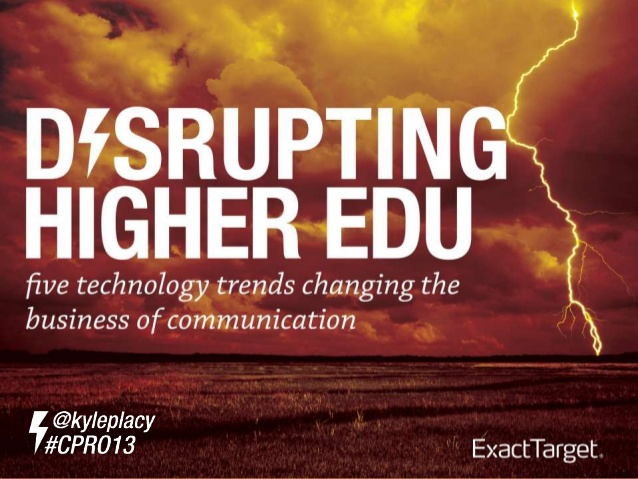 DISRUPTING
HIGHER EDU
five technology trends changing the
business of communication
@kyleplacy
#CPRO13
ExactTarget.